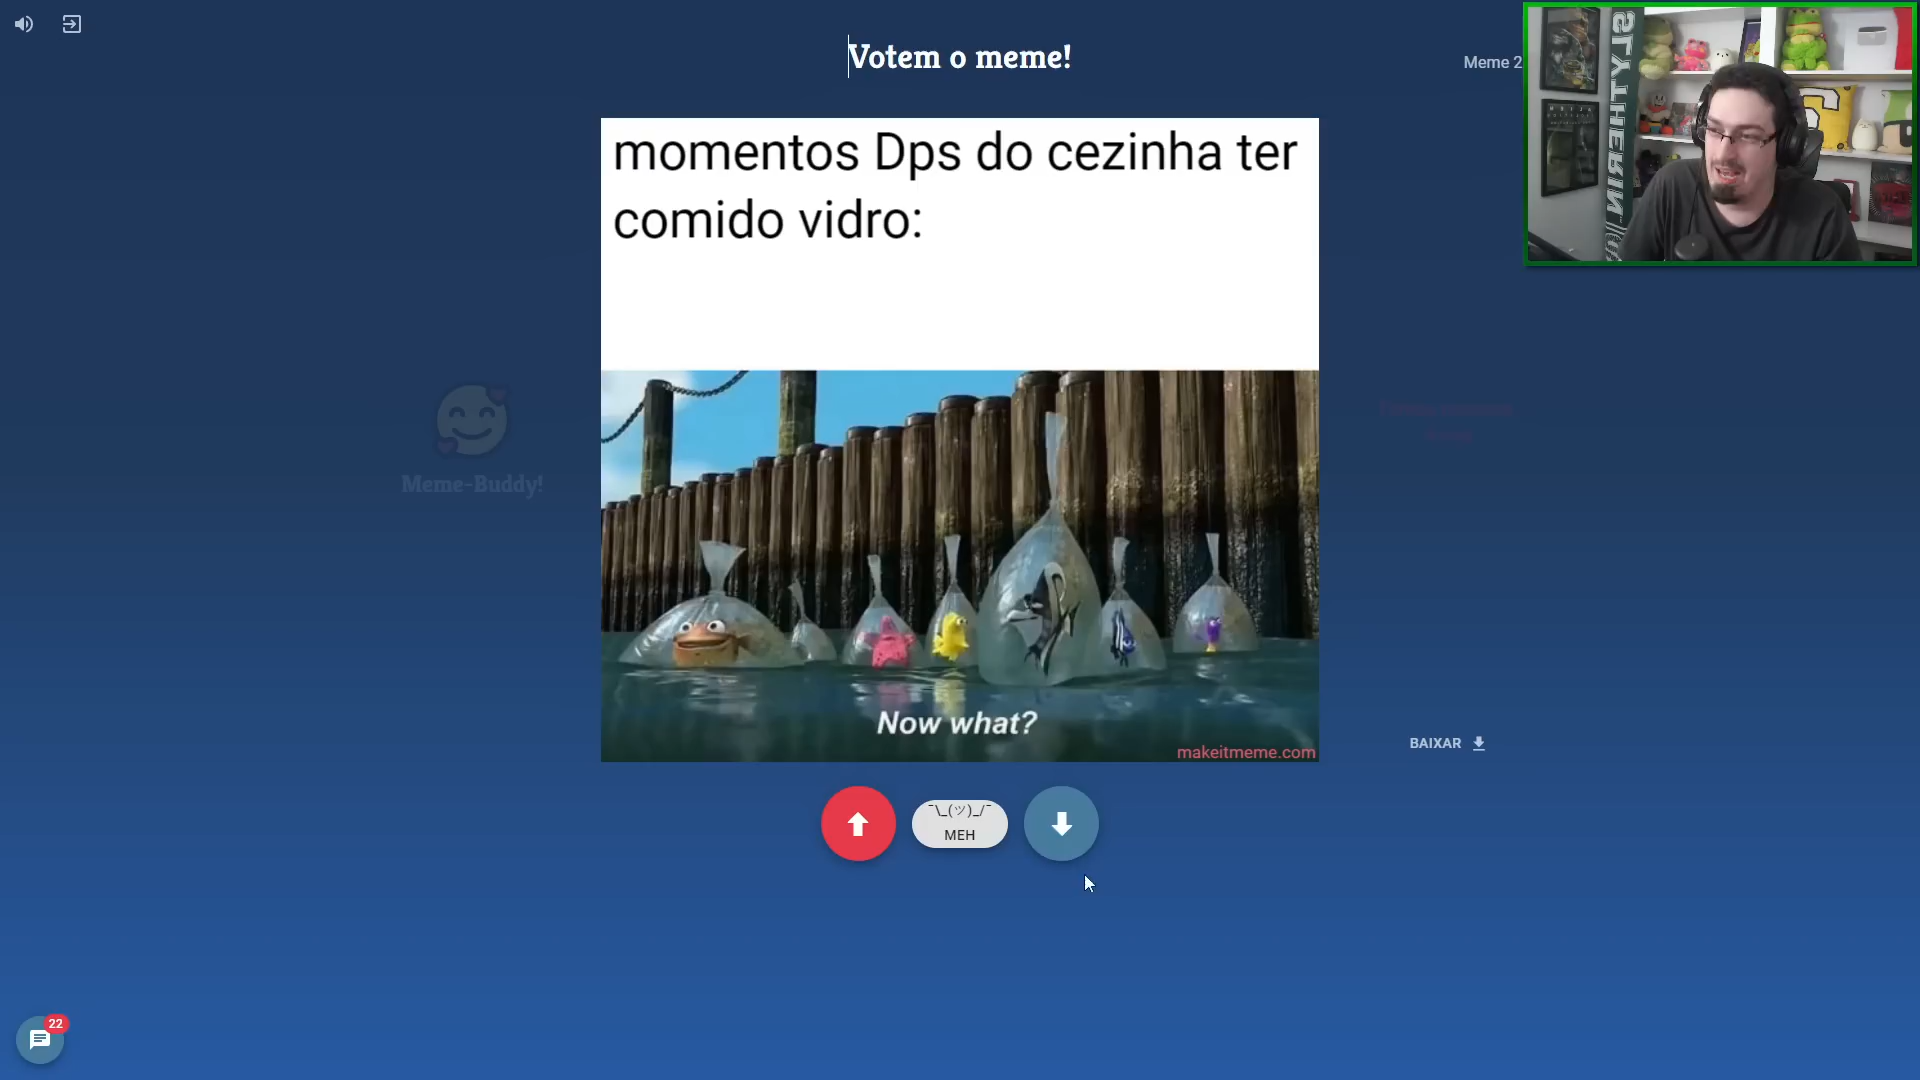 Votem o meme!
Meme 2
momentos Dps do cezinha ter
comido vidro:
SLYTHERIN
Meme-Buddy!
Now what?
makeitmeme.com
BAIXAR
¯\_(ツ)_/¯
MEH
22